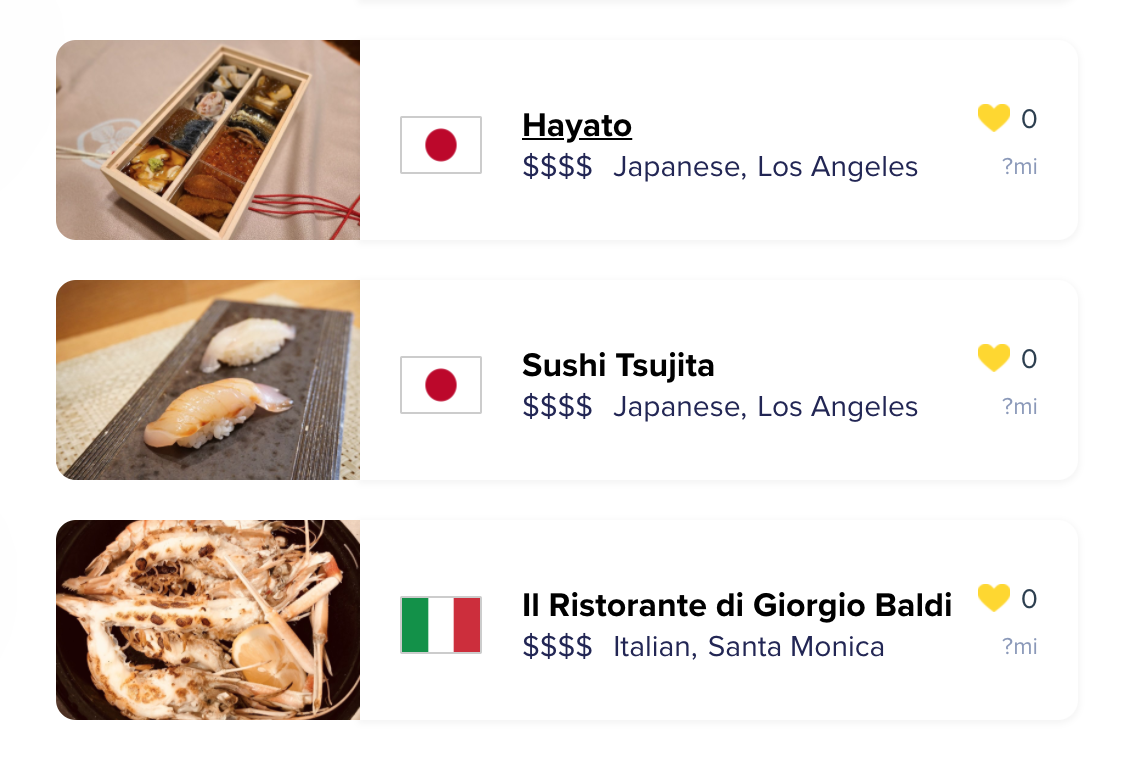 Hayato
0
$$$$ Japanese, Los Angeles
?mi
Sushi Tsujita
0
$$$$ Japanese, Los Angeles
?mi
Il Ristorante di Giorgio Baldi
0
$$$$ Italian, Santa Monica
?mi